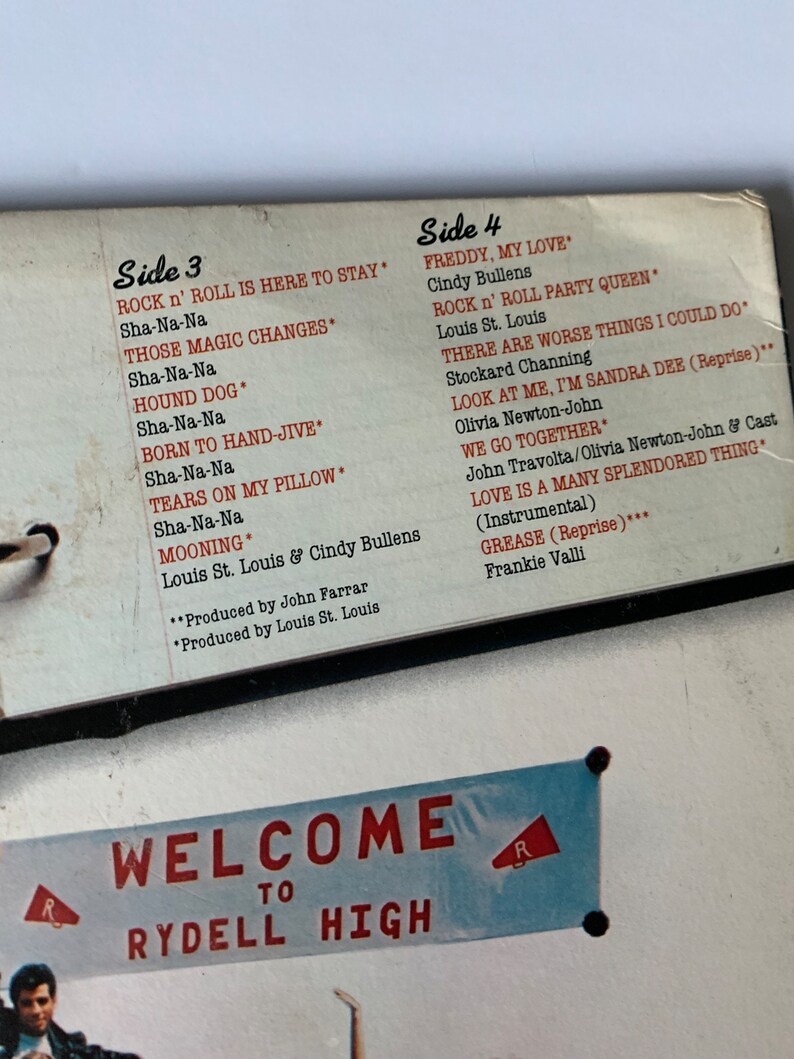 Side 3
ROCK n' ROLL IS HERE TO STAY*
Sha-Na-Na
THOSE MAGIC CHANGES*
Sha-Na-Na
HOUND DOG*
Sha-Na-Na
BORN TO HAND-JIVE*
Sha-Na-Na
TEARS ON MY PILLOW*
Sha-Na-Na
MOONING*
Louis St. Louis & Cindy Bullens
**Produced by John Farrar
*Produced by Louis St. Louis
Side 4
FREDDY, MY LOVE*
Cindy Bullens
ROCK n' ROLL PARTY QUEEN*
Louis St. Louis
THERE ARE WORSE THINGS I COULD DO*
Stockard Channing
LOOK AT ME, I'M SANDRA DEE (Reprise)**
Olivia Newton-John
WE GO TOGETHER*
John Travolta/Olivia Newton-John & Cast
LOVE IS A MANY SPLENDORED THING*
(Instrumental)
GREASE (Reprise)***
Frankie Valli
WELCOME
TO
RYDELL HIGH
R
R